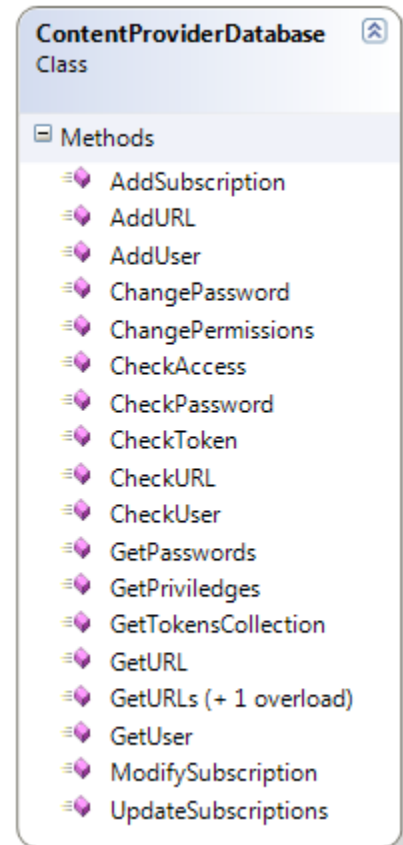 ContentProviderDatabase
Class
Methods
AddSubscription
AddURL
AddUser
ChangePassword
ChangePermissions
CheckAccess
CheckPassword
CheckToken
CheckURL
CheckUser
GetPasswords
GetPriviledges
GetTokensCollection
GetURL
GetURLs (+ 1 overload)
GetUser
ModifySubscription
UpdateSubscriptions